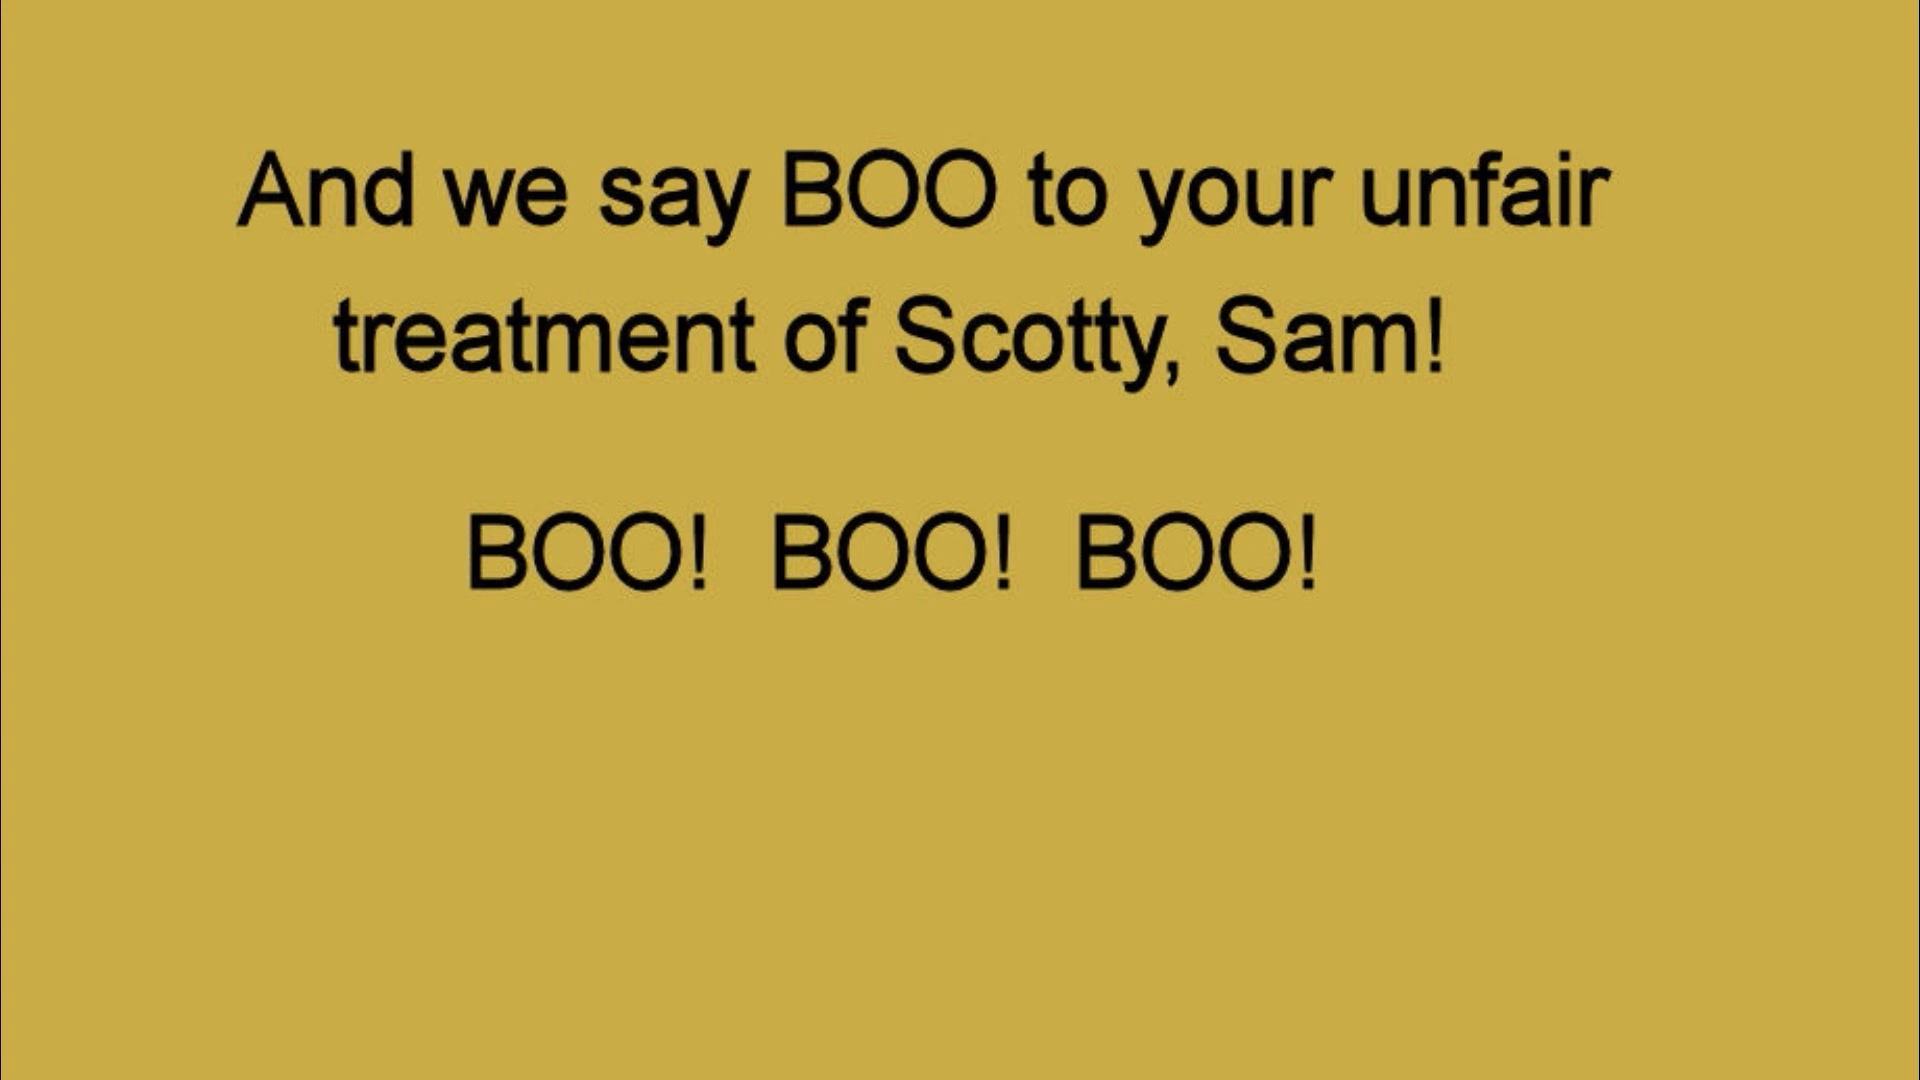 And we say BOO to your unfair
treatment of Scotty, Sam!
BOO! BOO! BOO!